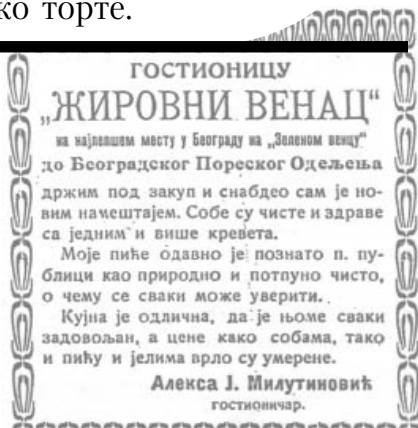 ко торте.
ГОСТИОНИЦУ
„ЖИРОВНИ ВЕНАЦ“
на најлепшем месту у Београду на „Зеленом венцу“
до Београдског Пореског Одељења
држим под закуп и снабдео сам је но-
вим намештајем. Собе су чисте и здраве
са једним и више кревета.
Моје пиће одавно је познато п. пу-
блици као природно и потпуно чисто,
о чему се сваки може уверити.
Кујна је одлична, да је њоме сваки
задовољан, а цене како собама, тако
и пићу и јелима врло су умерене.
Алекса Ј. Милутиновић
гостионичар.